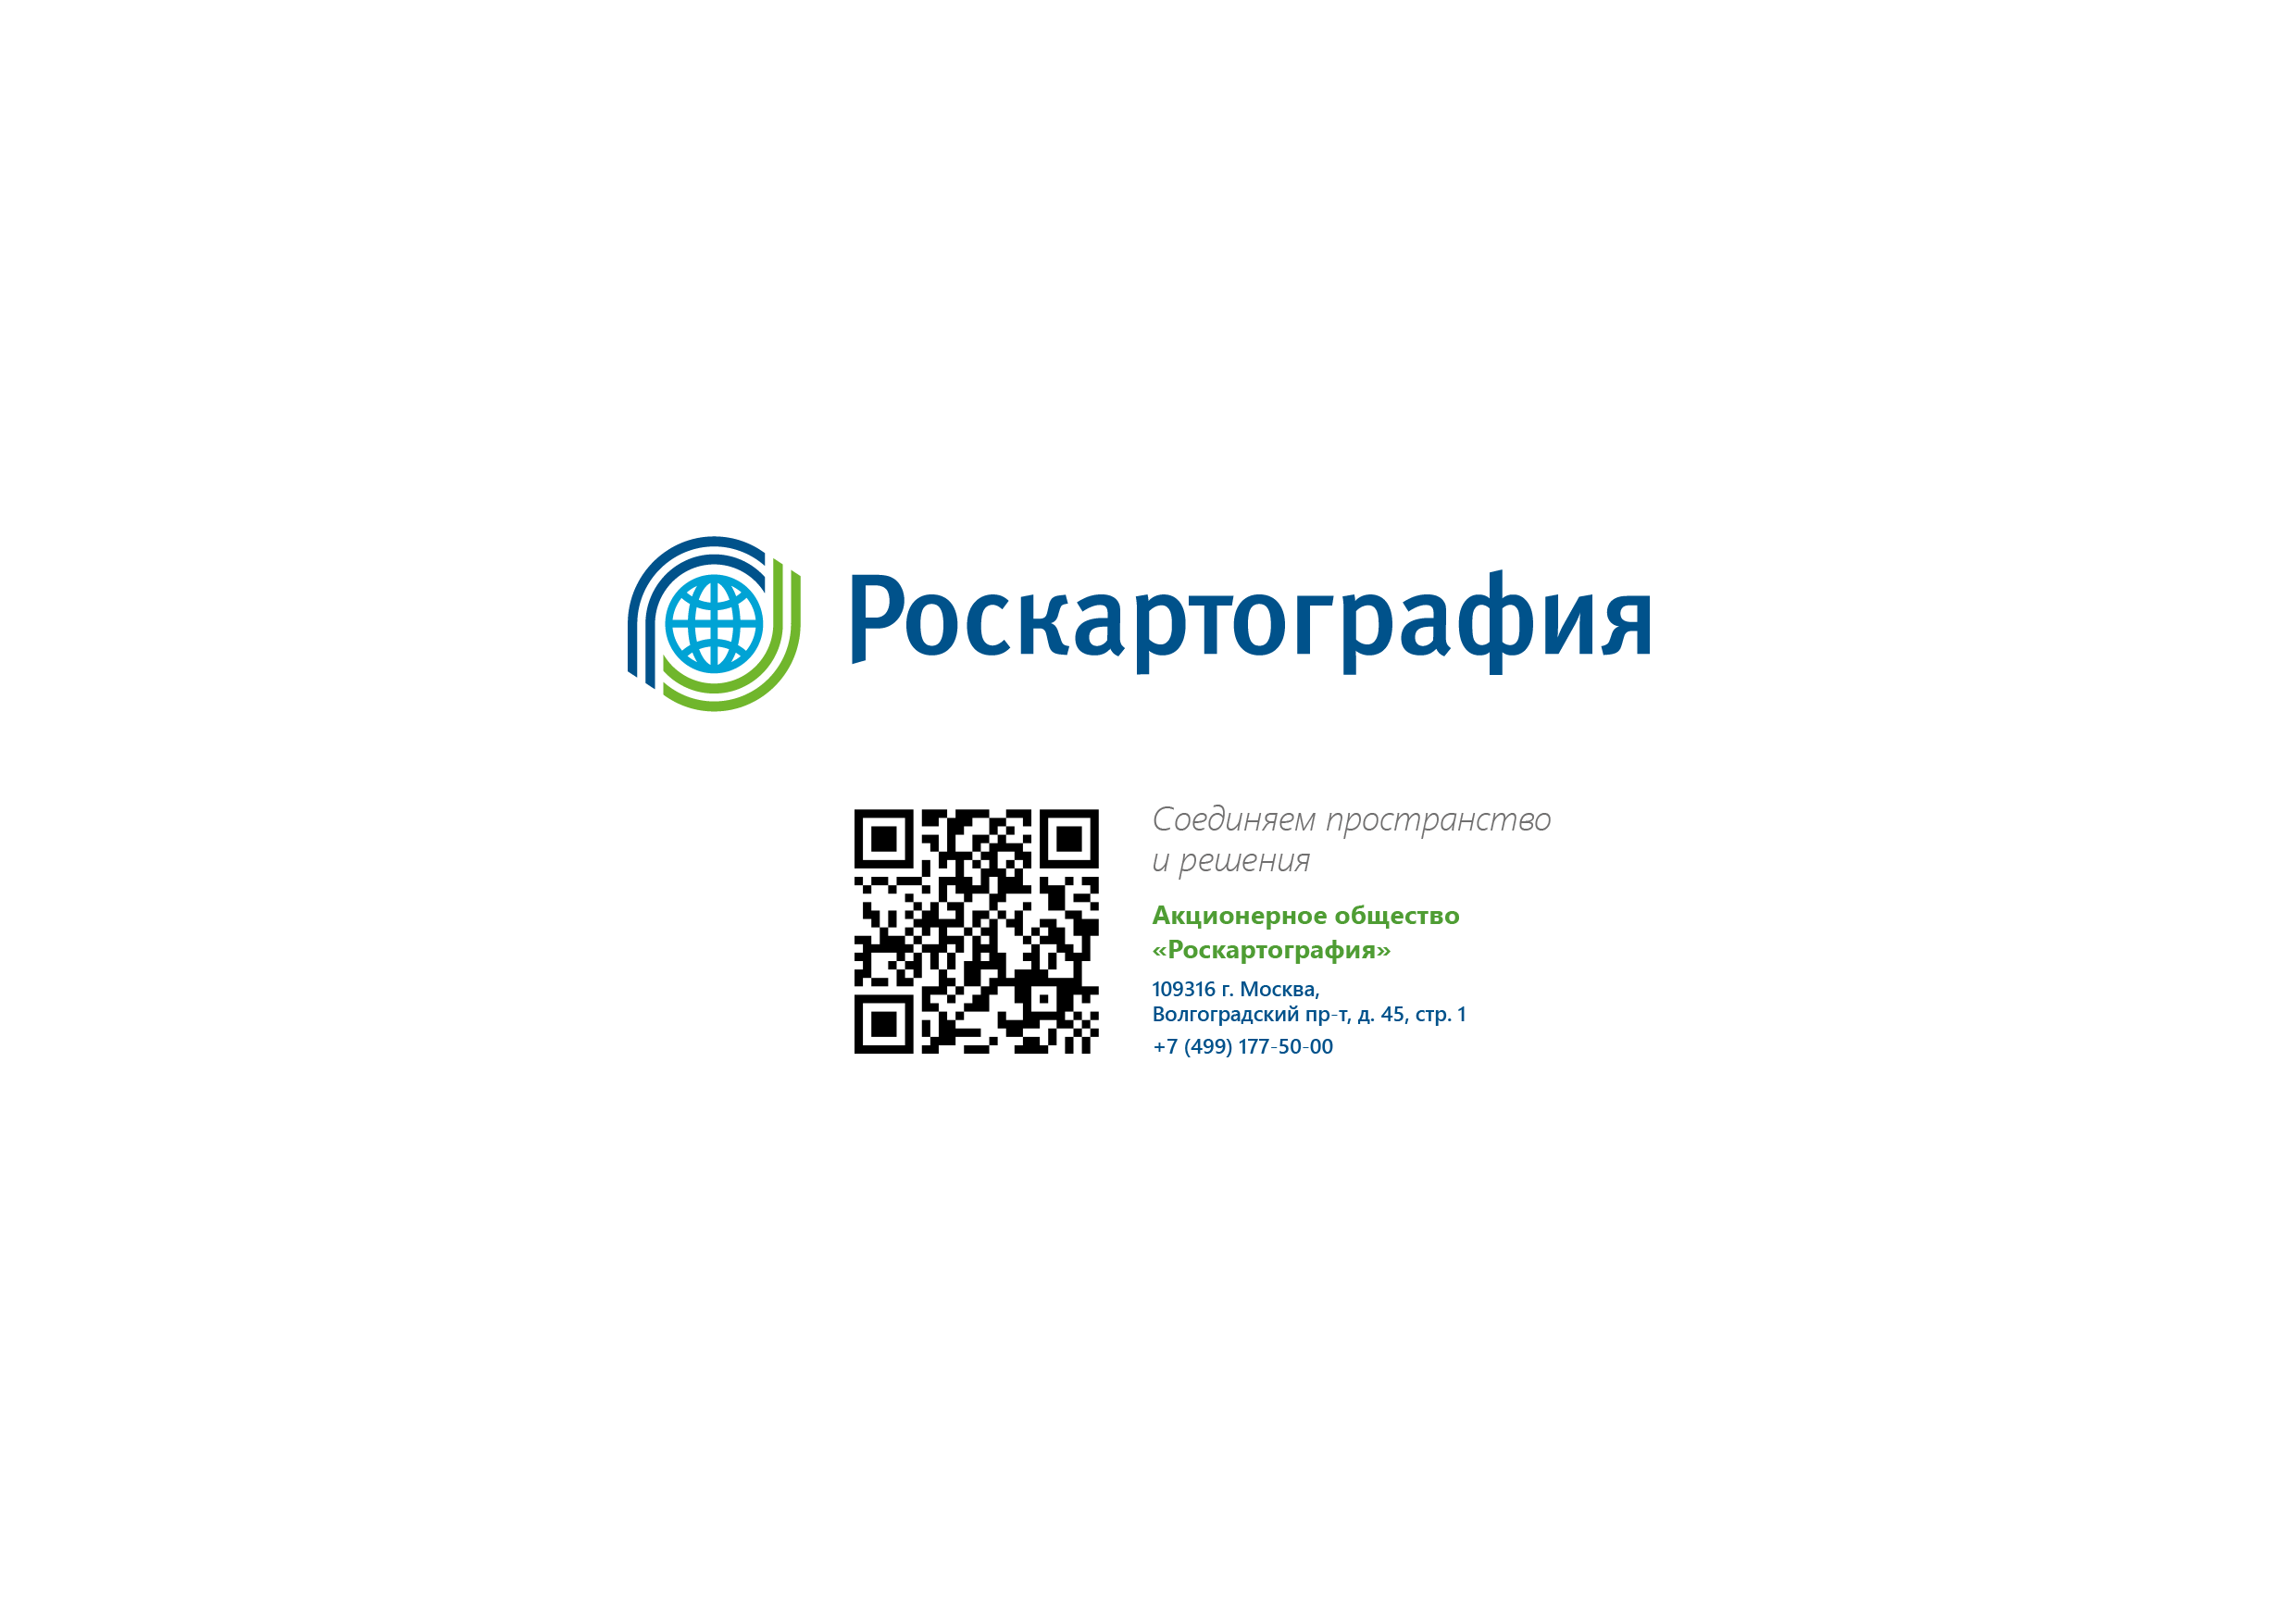 Роскартография
Соединяем пространство
и решения
Акционерное общество
«Роскартография»
109316 г. Москва,
Волгоградский пр-т, д. 45, стр. 1
+7 (499) 177-50-00